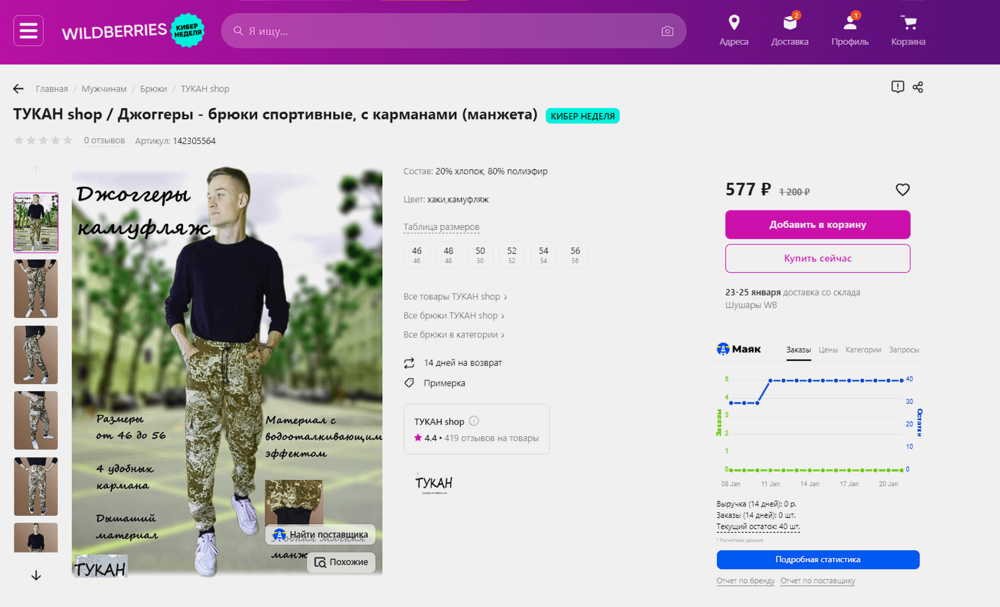 WILDBERRIES
КИБЕР
НЕДЕЛЯ
Я ищу...
2
1
Адреса
Доставка
Профиль
Корзина
Главная / Мужчинам / Брюки / ТУКАН shop
ТУКАН shop / Джоггеры - брюки спортивные, с карманами (манжета)
КИБЕР НЕДЕЛЯ
0 отзывов
Артикул: 142305564
Джоггеры
камуфляж
Размеры
от 46 до 56
4 удобных
кармана
Дышаший
материал
Материал с
водооталкивающим
эффектом
Найти поставщика
манж
Похожие
ТУКАН
Состав: 20% хлопок, 80% полиэфир
Цвет: хаки,камуфляж
Таблица размеров
46 48 50 52 54 56
46 48 50 52 54 56
Все товары ТУКАН shop
Все брюки ТУКАН shop
Все брюки в категории
14 дней на возврат
Примерка
ТУКАН shop
4.4 • 419 отзывов на товары
ТУКАН
577 ₽ 1 200 ₽
Добавить в корзину
Купить сейчас
23-25 января доставка со склада
Шушары WB
Маяк
Заказы Цены Категории Запросы
5
4
3
2
1
0
Заказы
40
30
20
10
0
Остатки
08 Jan 11 Jan 14 Jan 17 Jan 20 Jan
Выручка (14 дней): 0 р.
Заказы (14 дней): 0 шт.
Текущий остаток: 40 шт.
* Расчетные данные
Подробная статистика
Отчет по бренду Отчет по поставщику